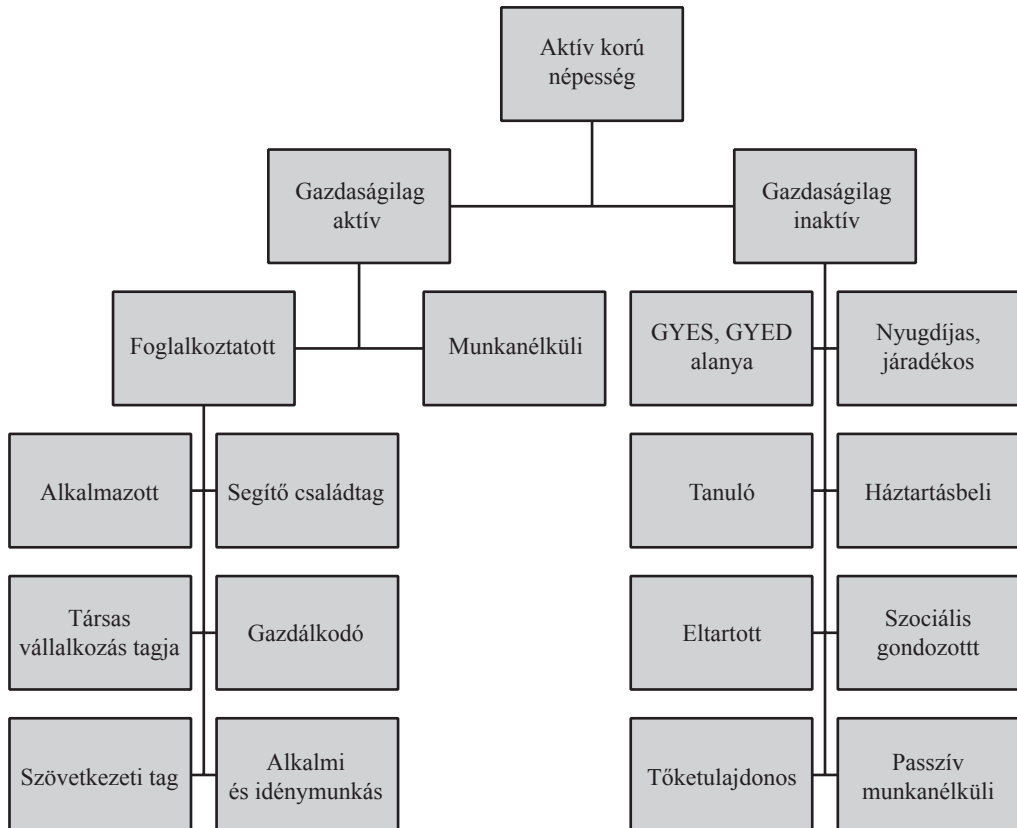 Aktív korú
népesség
Gazdaságilag
aktív
Gazdaságilag
inaktív
Foglalkoztatott
Munkanélküli
GYES, GYED
alanya
Nyugdíjas,
járadékos
Alkalmazott
Segítő családtag
Tanuló
Háztartásbeli
Társas
vállalkozás tagja
Gazdálkodó
Eltartott
Szociális
gondozottt
Szövetkezeti tag
Alkalmi
és idénymunkás
Tőketulajdonos
Passzív
munkanélküli